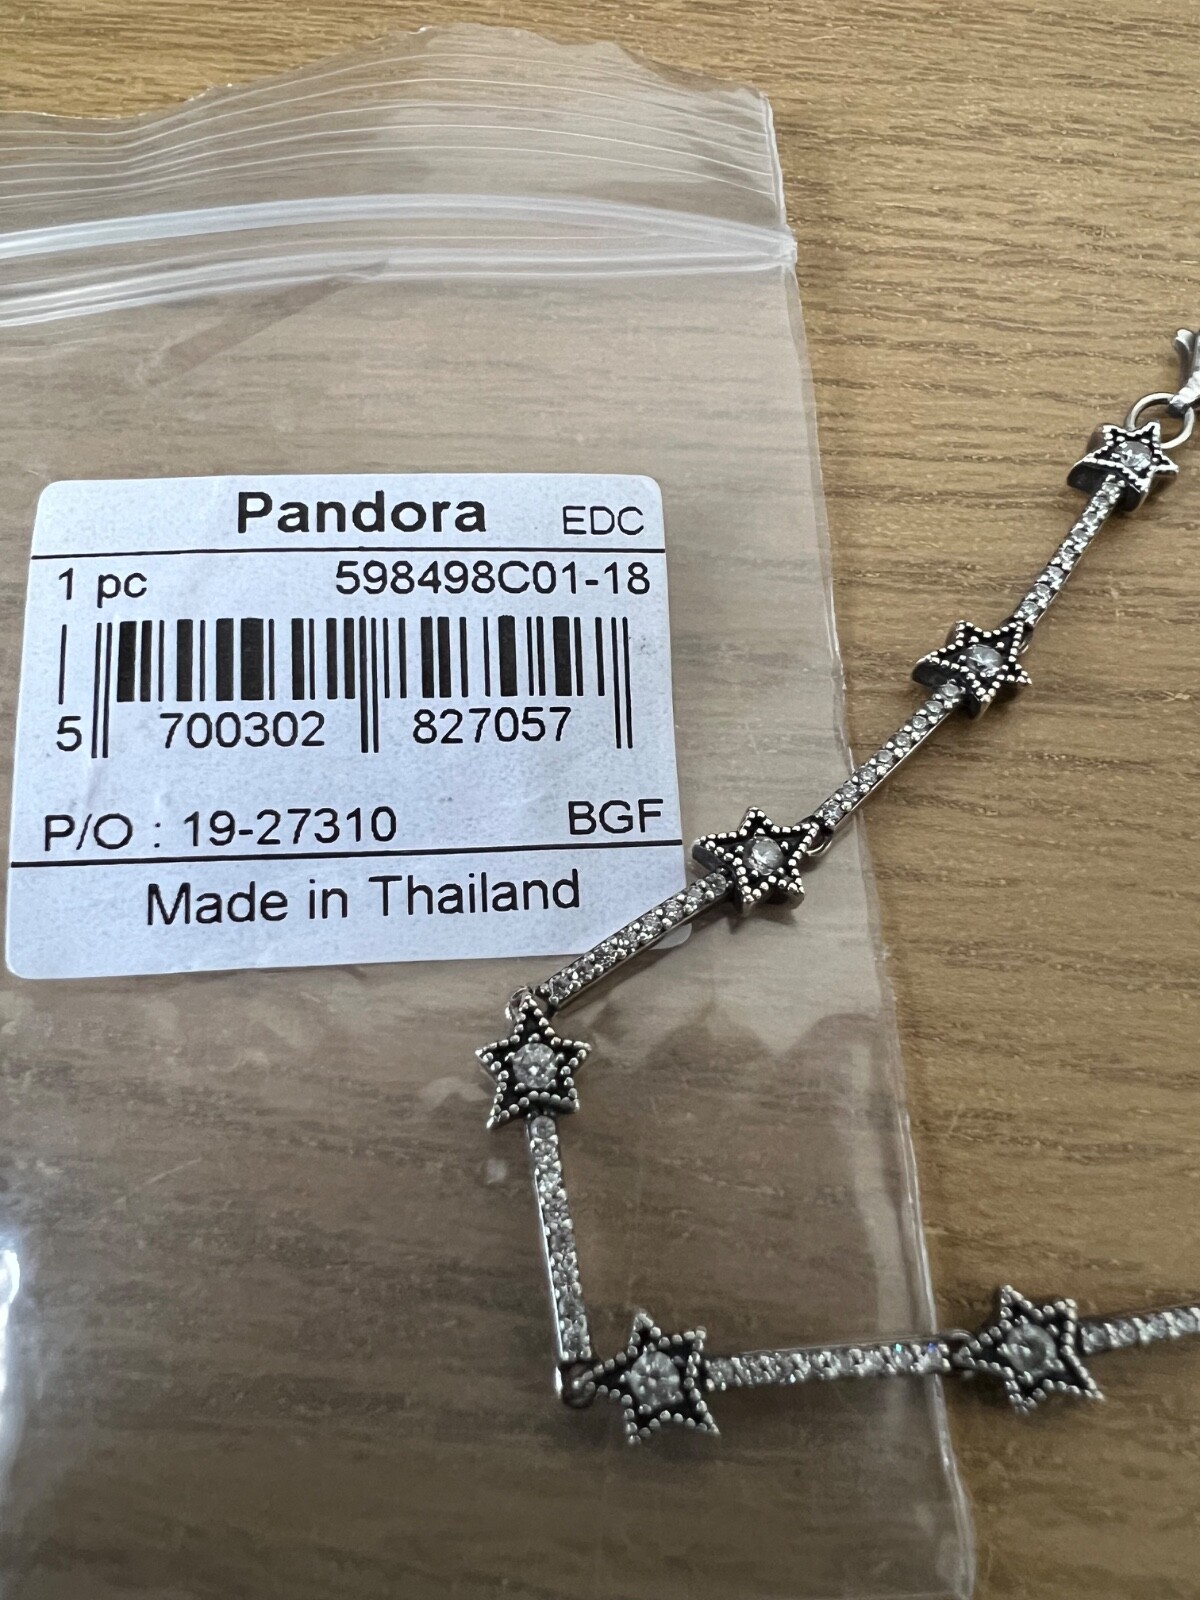 Pandora EDC
1 pc 598498C01-18
5 700302 827057
P/O : 19-27310 BGF
Made in Thailand